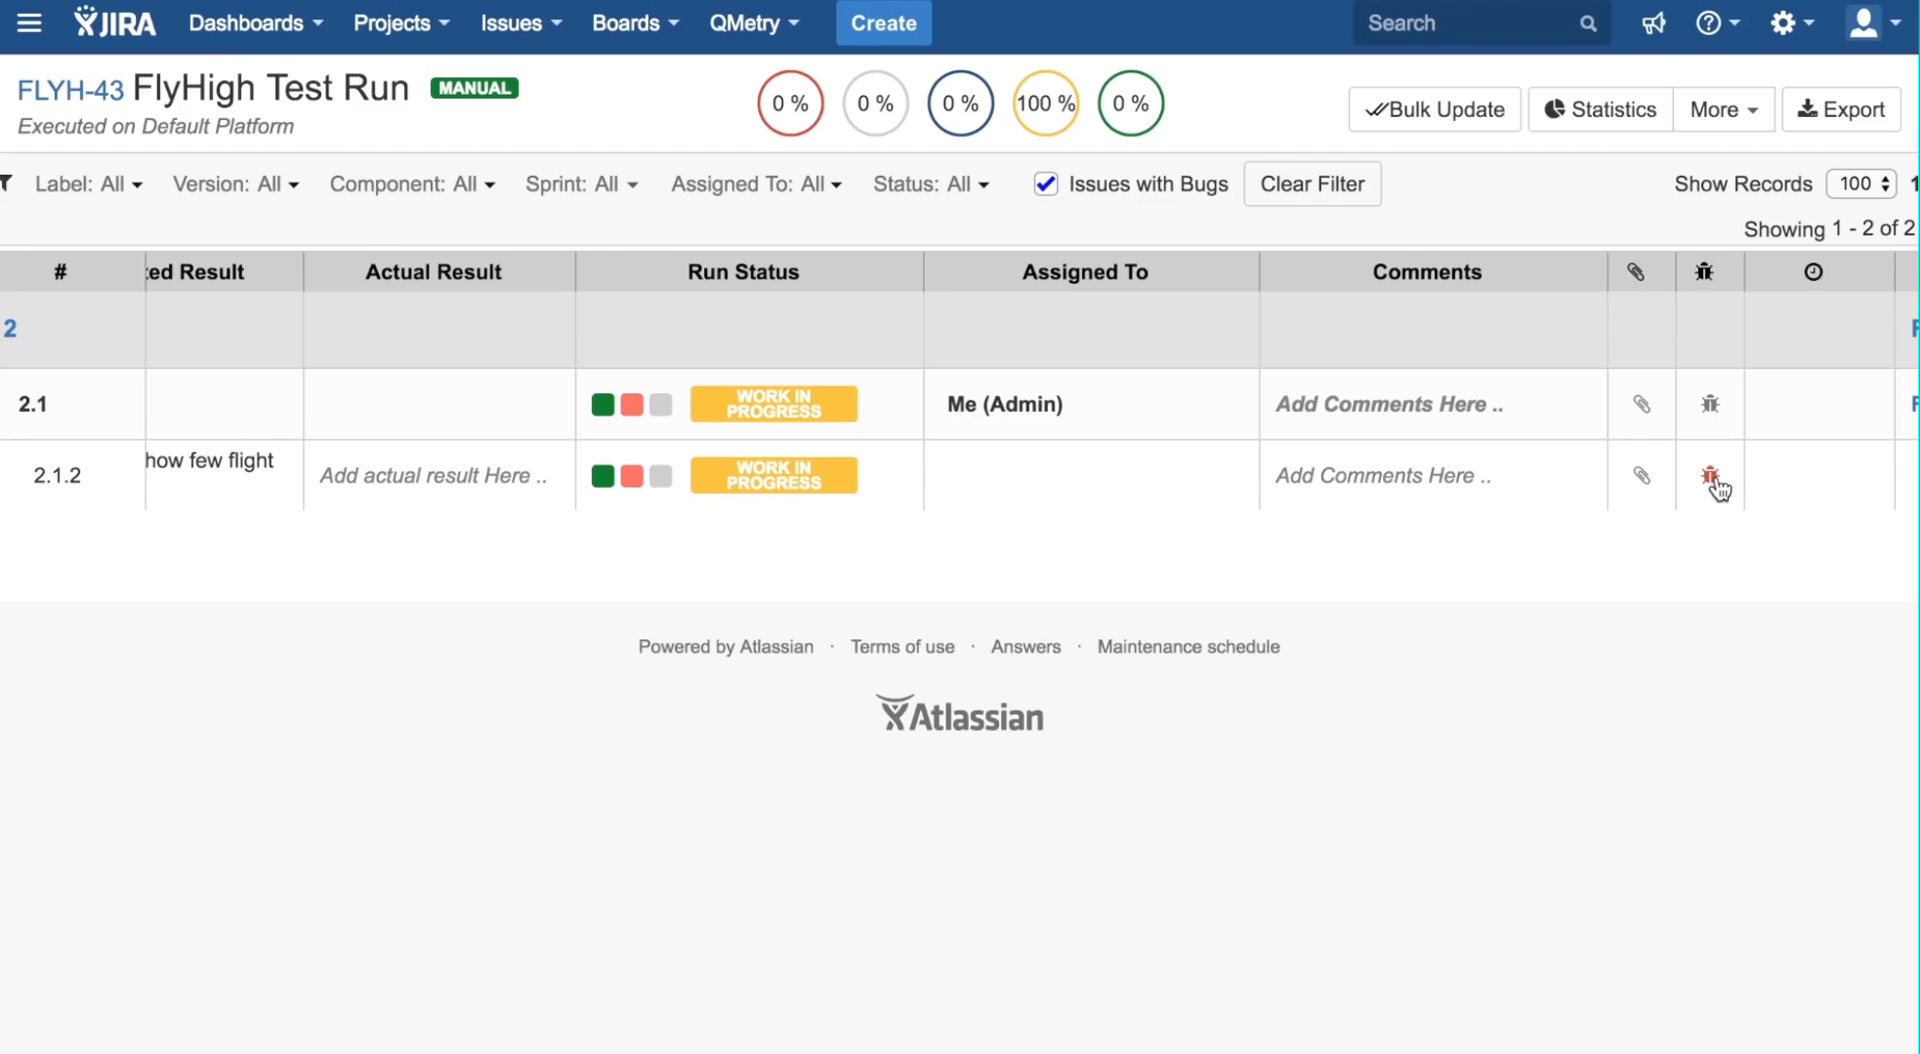 JIRA Dashboards Projects Issues Boards QMetry Create Search
FLYH-43 FlyHigh Test Run MANUAL
Executed on Default Platform
0 % 0 % 0 % 100 % 0 %
Bulk Update Statistics More Export
Label: All Version: All Component: All Sprint: All Assigned To: All Status: All Issues with Bugs Clear Filter Show Records 100 1
Showing 1 - 2 of 2
# ted Result Actual Result Run Status Assigned To Comments
2 F
2.1 WORK IN PROGRESS Me (Admin) Add Comments Here .. F
2.1.2 how few flight Add actual result Here .. WORK IN PROGRESS Add Comments Here ..
Powered by Atlassian · Terms of use · Answers · Maintenance schedule
Atlassian